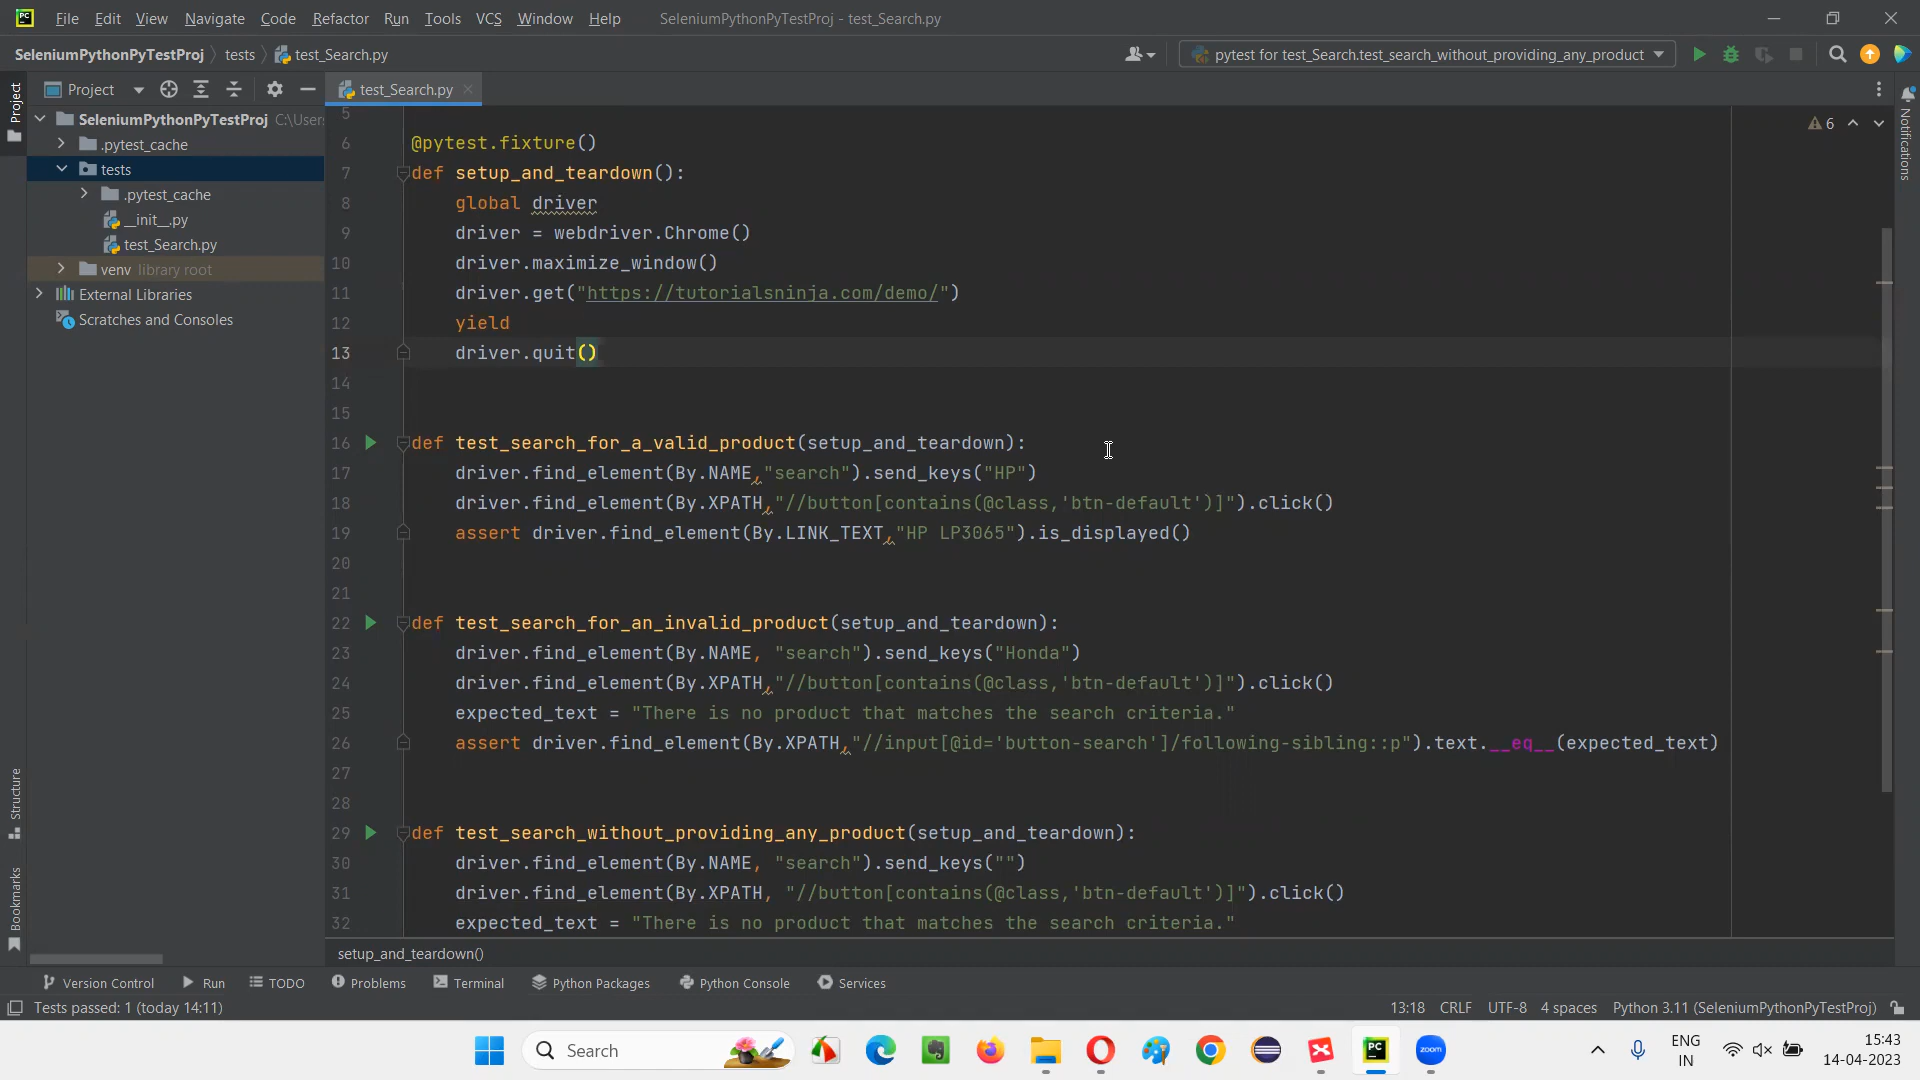 File Edit View Navigate Code Refactor Run Tools VCS Window Help SeleniumPythonPyTestProj - test_Search.py
SeleniumPythonPyTestProj tests test_Search.py pytest for test_Search.test_search_without_providing_any_product
Project
Project
test_Search.py
SeleniumPythonPyTestProj C:\User
.pytest_cache
tests
.pytest_cache
__init__.py
test_Search.py
venv library root
External Libraries
Scratches and Consoles
5
6 @pytest.fixture()
7 def setup_and_teardown():
8 global driver
9 driver = webdriver.Chrome()
10 driver.maximize_window()
11 driver.get("https://tutorialsninja.com/demo/")
12 yield
13 driver.quit()
14
15
16 def test_search_for_a_valid_product(setup_and_teardown):
17 driver.find_element(By.NAME,"search").send_keys("HP")
18 driver.find_element(By.XPATH,"//button[contains(@class,'btn-default')]").click()
19 assert driver.find_element(By.LINK_TEXT,"HP LP3065").is_displayed()
20
21
22 def test_search_for_an_invalid_product(setup_and_teardown):
23 driver.find_element(By.NAME, "search").send_keys("Honda")
24 driver.find_element(By.XPATH,"//button[contains(@class,'btn-default')]").click()
25 expected_text = "There is no product that matches the search criteria."
26 assert driver.find_element(By.XPATH,"//input[@id='button-search']/following-sibling::p").text.__eq__(expected_text)
27
28
29 def test_search_without_providing_any_product(setup_and_teardown):
30 driver.find_element(By.NAME, "search").send_keys("")
31 driver.find_element(By.XPATH, "//button[contains(@class,'btn-default')]").click()
32 expected_text = "There is no product that matches the search criteria."
6
Notifications
Structure
Bookmarks
setup_and_teardown()
Version Control Run TODO Problems Terminal Python Packages Python Console Services
Tests passed: 1 (today 14:11) 13:18 CRLF UTF-8 4 spaces Python 3.11 (SeleniumPythonPyTestProj)
Search
PC
zoom
ENG
IN
15:43
14-04-2023